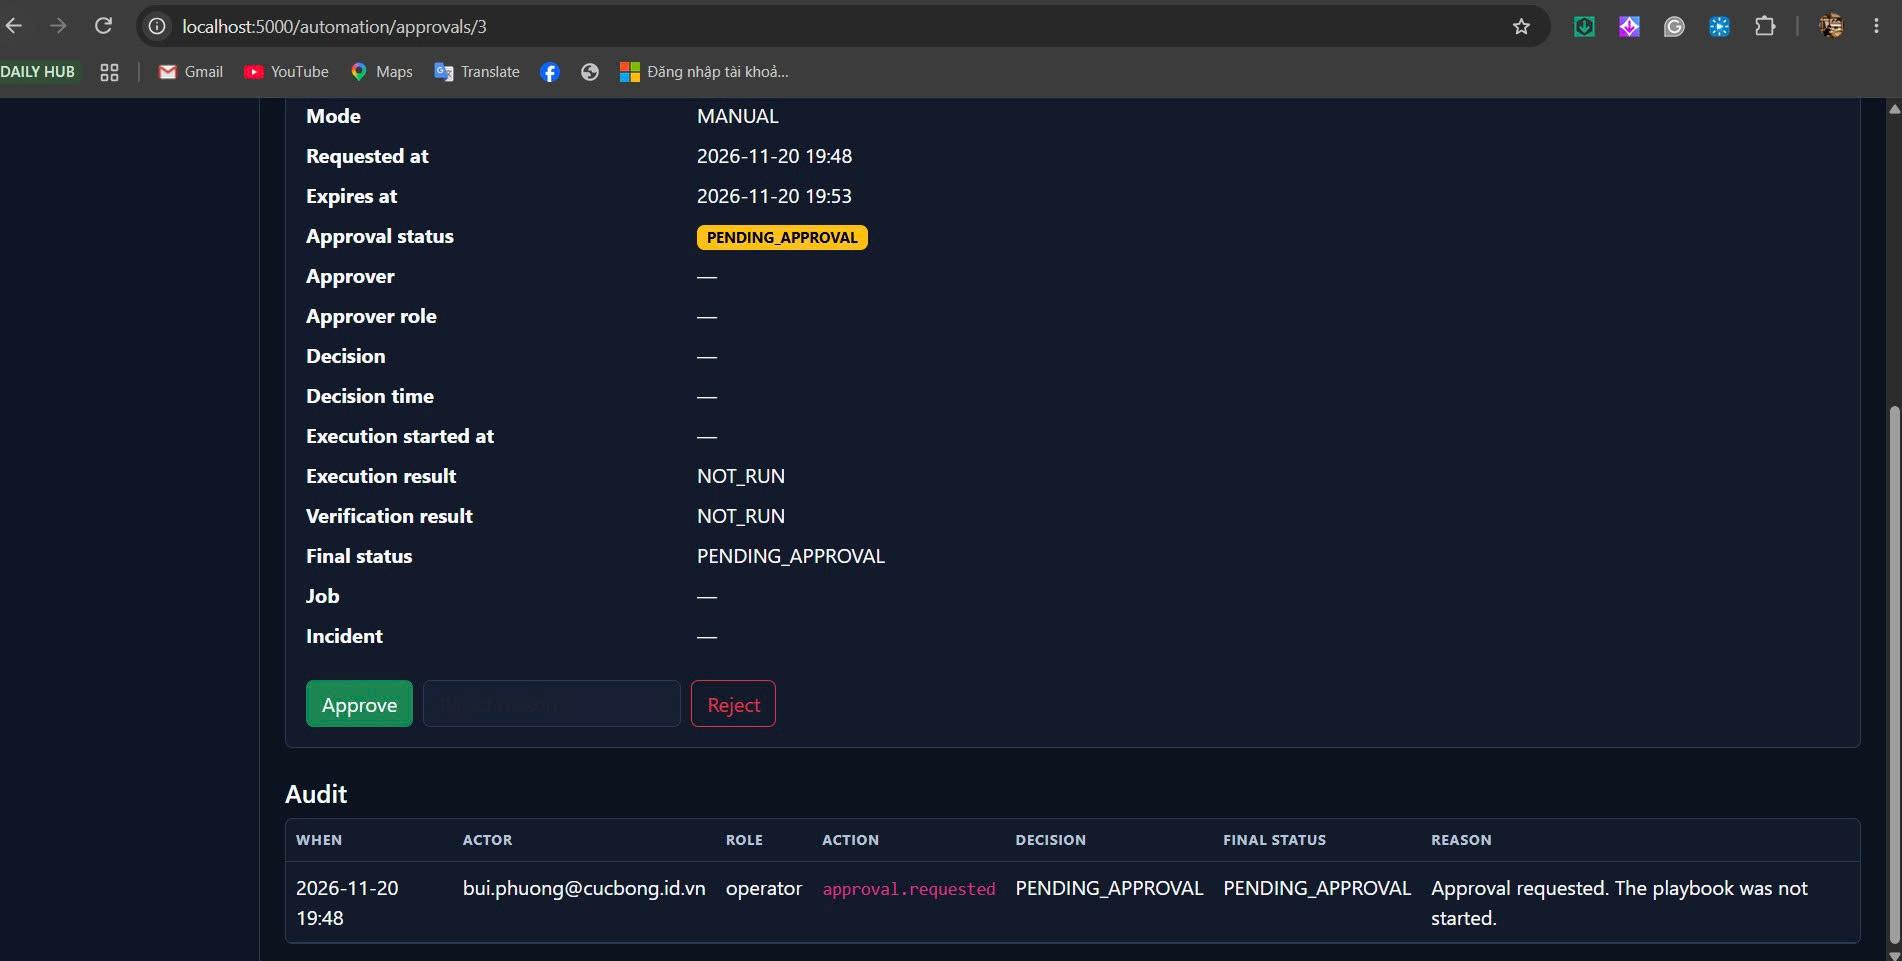 localhost:5000/automation/approvals/3
DAILY HUB Gmail YouTube Maps Translate Đăng nhập tài khoả...
Mode MANUAL
Requested at 2026-11-20 19:48
Expires at 2026-11-20 19:53
Approval status PENDING_APPROVAL
Approver —
Approver role —
Decision —
Decision time —
Execution started at —
Execution result NOT_RUN
Verification result NOT_RUN
Final status PENDING_APPROVAL
Job —
Incident —
Approve Reject
Audit
WHEN ACTOR ROLE ACTION DECISION FINAL STATUS REASON
2026-11-20 bui.phuong@cucbong.id.vn operator approval.requested PENDING_APPROVAL PENDING_APPROVAL Approval requested. The playbook was not
19:48 started.